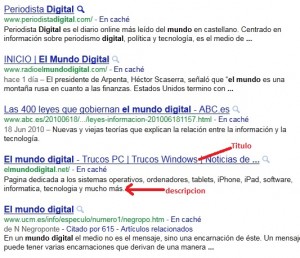 Periodista Digital
www.periodistadigital.com/ - En caché
Periodista Digital es el diario online más leído del mundo en castellano. Centrado en
información sobre periodismo digital, política y tecnología, es el medio de ...
INICIO | El Mundo Digital
www.radioelmundodigital.com/ - En caché
hace 1 día – El presidente de Arpenta, Héctor Scaserra, señaló que "el mundo es una
montaña rusa en cuanto a las finanzas. Estados Unidos termino con ...
Las 400 leyes que gobiernan el mundo digital - ABC.es
www.abc.es/20100618/.../leyes-informacion-201006181157.html
18 Jun 2010 – Nuevas y viejas teorías que explican la relación entre la información y la
tecnología.
Titulo
El mundo digital - Trucos PC | Trucos Windows | Noticias de ...
elmundodigital.net/ - En caché
Pagina dedicada a los sistemas operativos, ordenadores, tablets, iPhone, iPad, software,
informatica, tecnologia y mucho más.
descripcion
El mundo digital
www.ucm.es/info/especulo/numero1/negropo.htm - En caché
de N Negroponte - Citado por 615 - Artículos relacionados
En un mundo digital el medio no es el mensaje, sino una encarnación de éste. Un mensaje
puede tener varias encarnaciones que derivan automáticamente de una ...